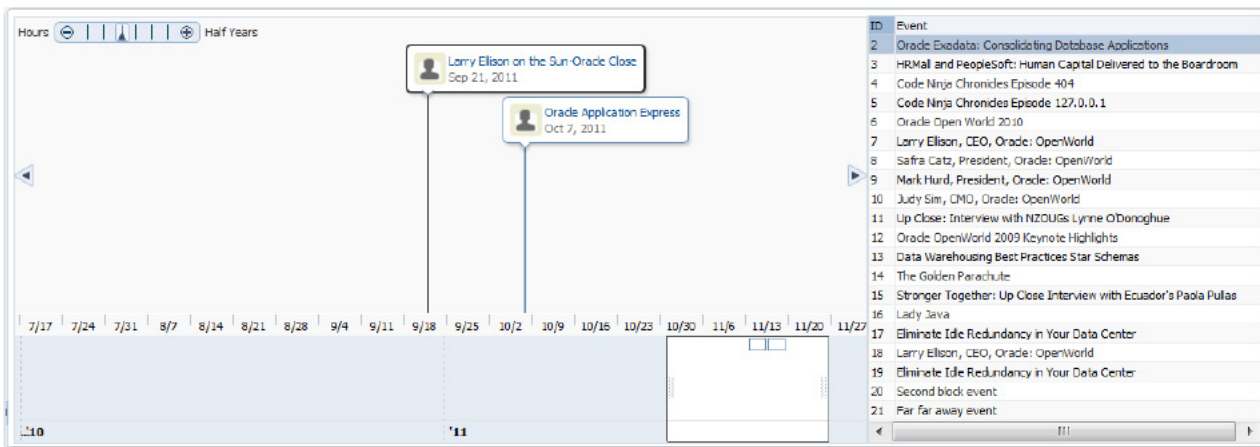 Hours Half Years
Larry Ellison on the Sun-Oracle Close
Sep 21, 2011
Oracle Application Express
Oct 7, 2011
7/17 7/24 7/31 8/7 8/14 8/21 8/28 9/4 9/11 9/18 9/25 10/2 10/9 10/16 10/23 10/30 11/6 11/13 11/20 11/27
'10 '11
ID Event
2 Oracle Exadata: Consolidating Database Applications
3 HRMall and PeopleSoft: Human Capital Delivered to the Boardroom
4 Code Ninja Chronicles Episode 404
5 Code Ninja Chronicles Episode 127.0.0.1
6 Oracle Open World 2010
7 Larry Ellison, CEO, Oracle: OpenWorld
8 Safra Catz, President, Oracle: OpenWorld
9 Mark Hurd, President, Oracle: OpenWorld
10 Judy Sim, CMO, Oracle: OpenWorld
11 Up Close: Interview with NZOUGs Lynne O'Donoghue
12 Oracle OpenWorld 2009 Keynote Highlights
13 Data Warehousing Best Practices Star Schemas
14 The Golden Parachute
15 Stronger Together: Up Close Interview with Ecuador's Paola Pullas
16 Lady Java
17 Eliminate Idle Redundancy in Your Data Center
18 Larry Ellison, CEO, Oracle: OpenWorld
19 Eliminate Idle Redundancy in Your Data Center
20 Second block event
21 Far far away event